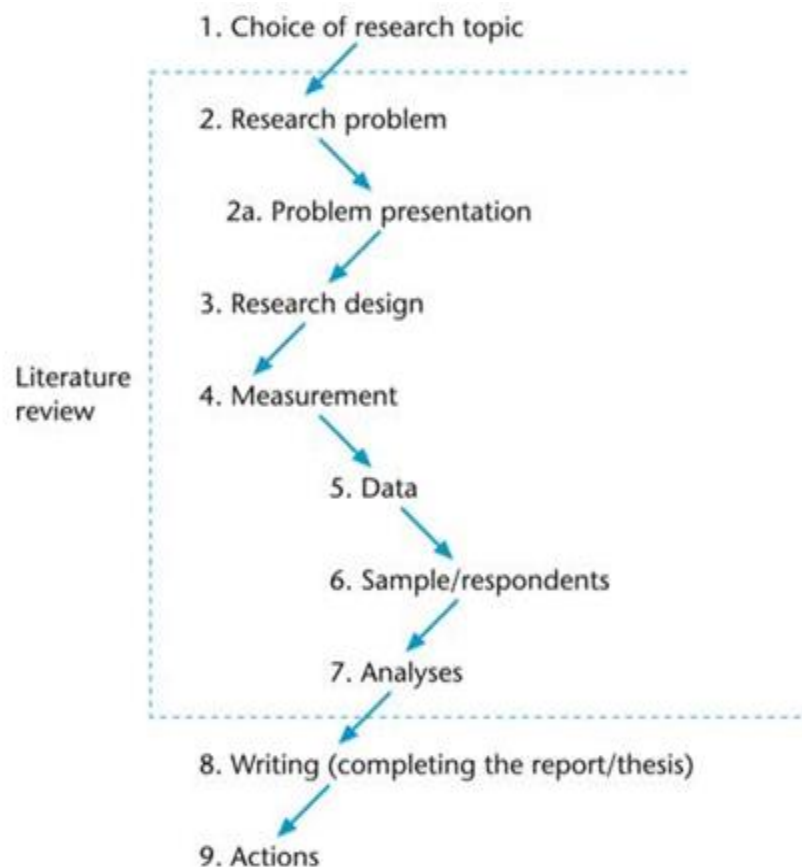 1. Choice of research topic
2. Research problem
2a. Problem presentation
3. Research design
Literature
review
4. Measurement
5. Data
6. Sample/respondents
7. Analyses
8. Writing (completing the report/thesis)
9. Actions